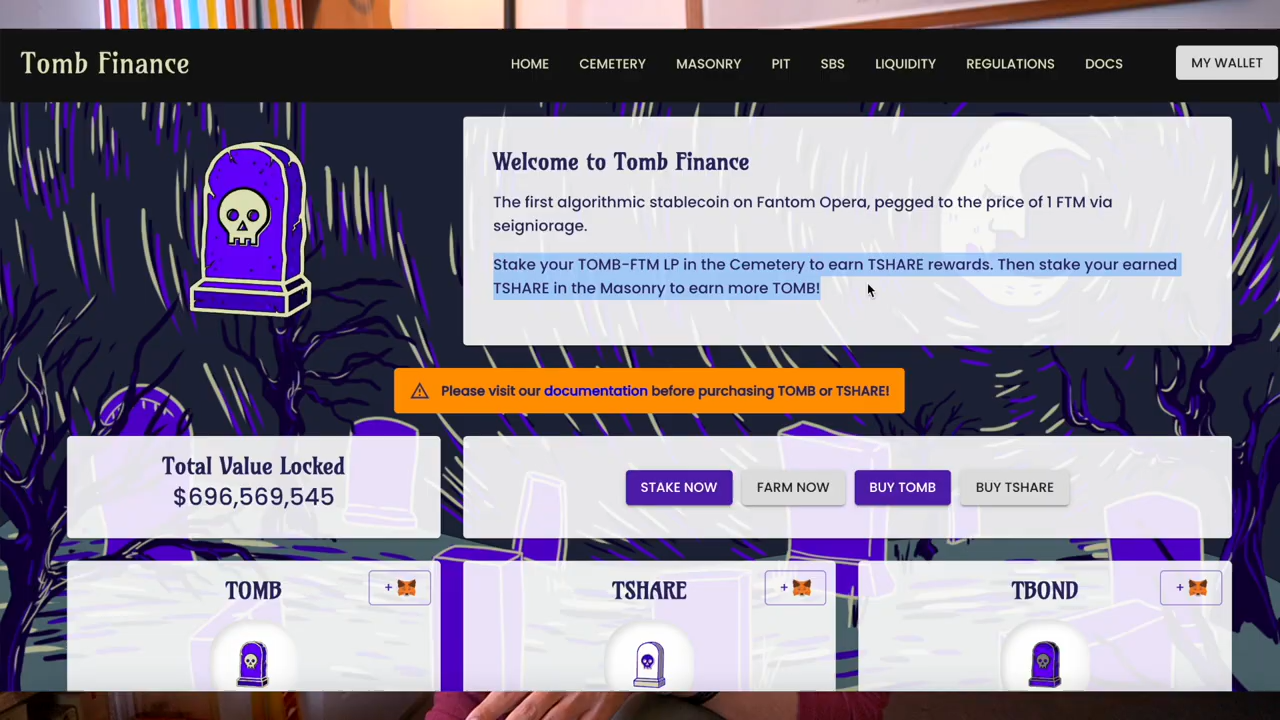 Tomb Finance
HOME
CEMETERY
MASONRY
PIT
SBS
LIQUIDITY
REGULATIONS
DOCS
MY WALLET
Welcome to Tomb Finance
The first algorithmic stablecoin on Fantom Opera, pegged to the price of 1 FTM via
seigniorage.
Stake your TOMB-FTM LP in the Cemetery to earn TSHARE rewards. Then stake your earned
TSHARE in the Masonry to earn more TOMB!
Please visit our documentation before purchasing TOMB or TSHARE!
Total Value Locked
$696,569,545
STAKE NOW
FARM NOW
BUY TOMB
BUY TSHARE
TOMB
+
TSHARE
+
TBOND
+